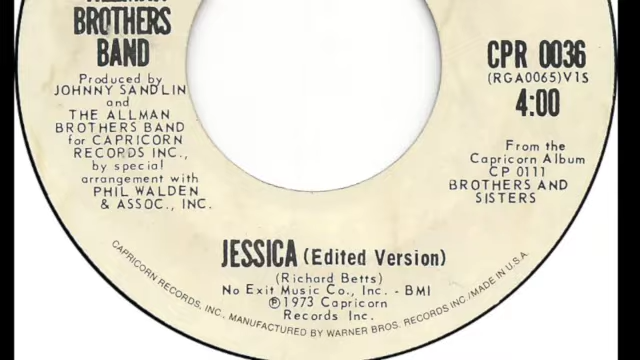 ALLMAN
BROTHERS
BAND
Produced by
JOHNNY SANDLIN
and
THE ALLMAN
BROTHERS BAND
for CAPRICORN
RECORDS INC.,
by special
arrangement with
PHIL WALDEN
& ASSOC., INC.
CPR 0036
(RGA0065)V1S
4:00
From the
Capricorn Album
CP 0111
BROTHERS AND
SISTERS
JESSICA (Edited Version)
(Richard Betts)
No Exit Music Co., Inc. - BMI
Ⓟ1973 Capricorn
Records Inc.
CAPRICORN RECORDS, INC., MANUFACTURED BY WARNER BROS. RECORDS INC./MADE IN U.S.A.